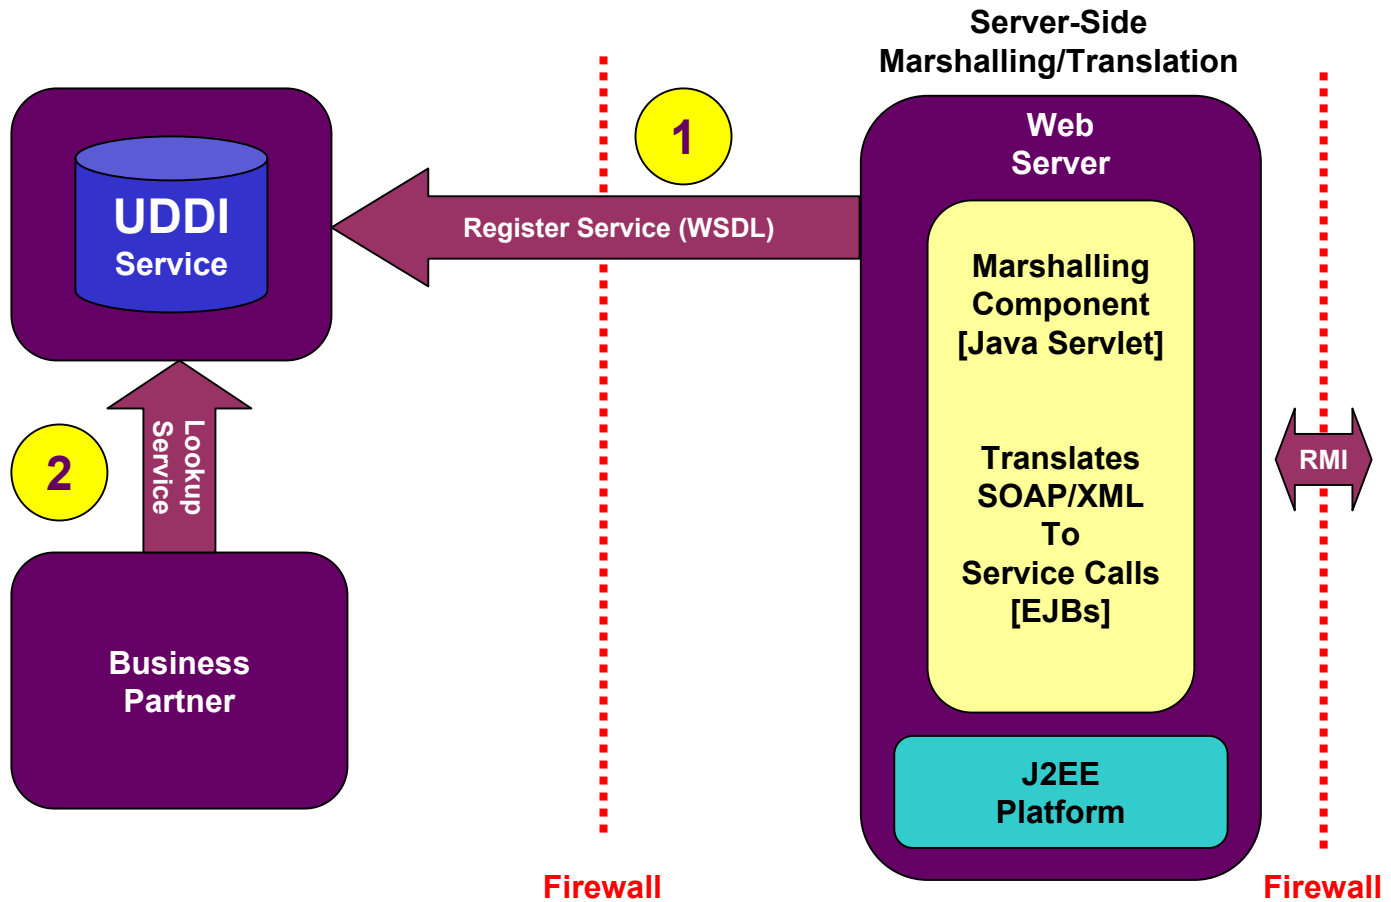 Server-Side
Marshalling/Translation
1
Web
Server
UDDI
Service
Register Service (WSDL)
Marshalling
Component
[Java Servlet]
2
Lookup
Service
Translates
SOAP/XML
To
Service Calls
[EJBs]
RMI
Business
Partner
J2EE
Platform
Firewall
Firewall